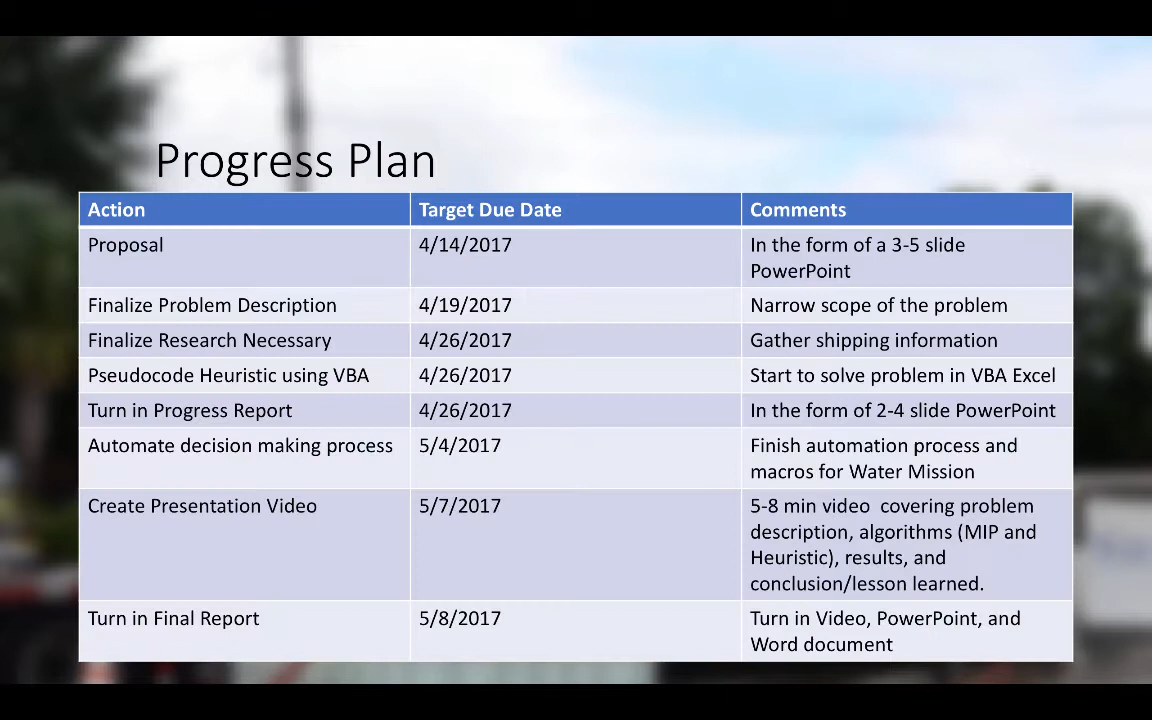 Progress Plan
Action Target Due Date Comments
Proposal 4/14/2017 In the form of a 3-5 slide
PowerPoint
Finalize Problem Description 4/19/2017 Narrow scope of the problem
Finalize Research Necessary 4/26/2017 Gather shipping information
Pseudocode Heuristic using VBA 4/26/2017 Start to solve problem in VBA Excel
Turn in Progress Report 4/26/2017 In the form of 2-4 slide PowerPoint
Automate decision making process 5/4/2017 Finish automation process and
macros for Water Mission
Create Presentation Video 5/7/2017 5-8 min video  covering problem
description, algorithms (MIP and
Heuristic), results, and
conclusion/lesson learned.
Turn in Final Report 5/8/2017 Turn in Video, PowerPoint, and
Word document